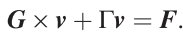 G × v + Γv = F.